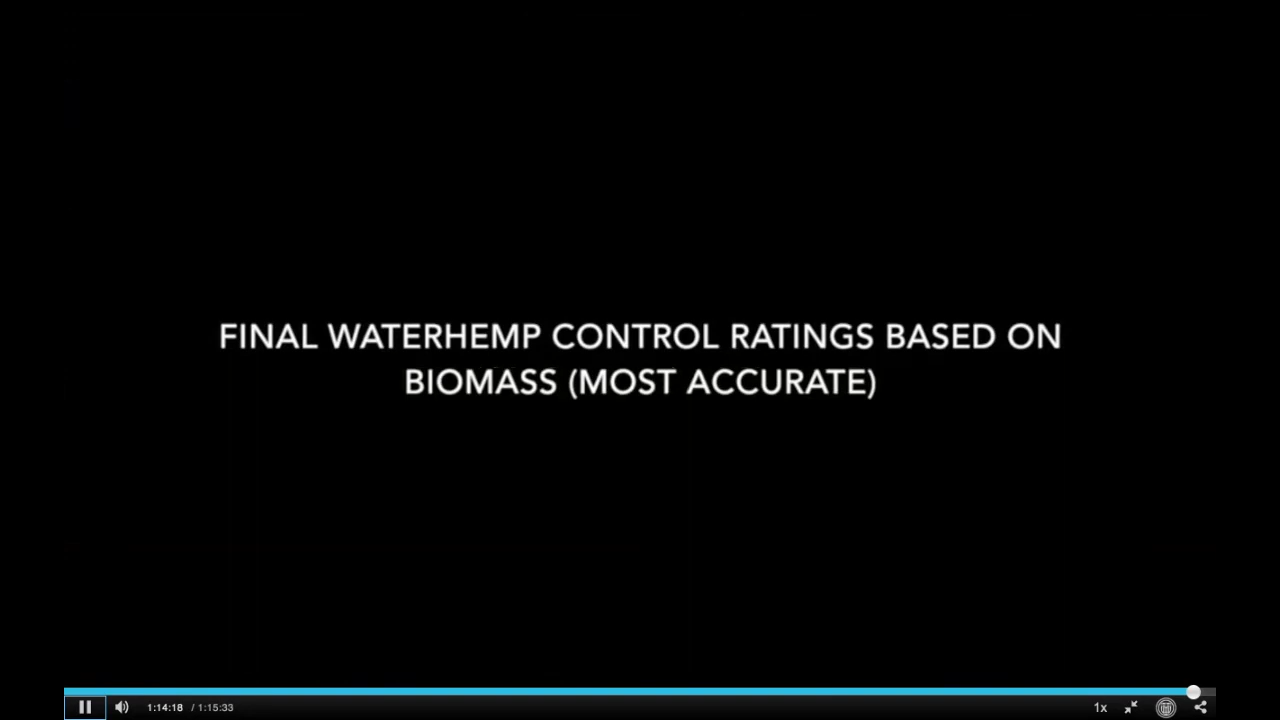 FINAL WATERHEMP CONTROL RATINGS BASED ON
BIOMASS (MOST ACCURATE)
1:14:18 / 1:15:33 1x